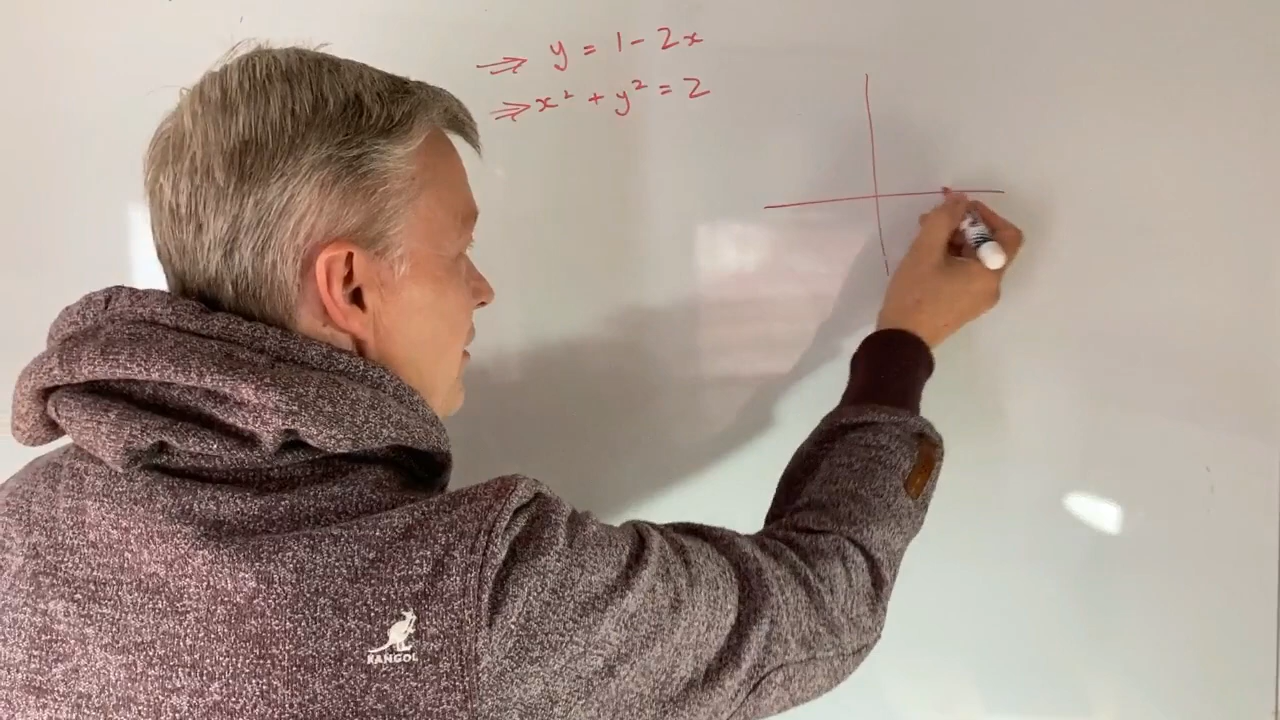 ⇒ y = 1 - 2x
⇒ x² + y² = 2
KANGOL